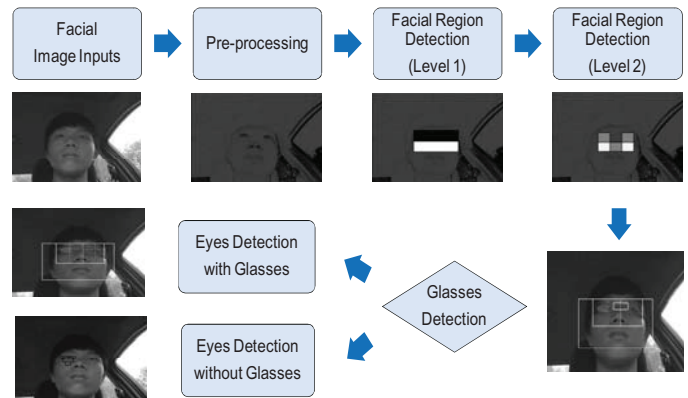 Facial
Image Inputs
Pre-processing
Facial Region
Detection
(Level 1)
Facial Region
Detection
(Level 2)
Eyes Detection
with Glasses
Glasses
Detection
Eyes Detection
without Glasses